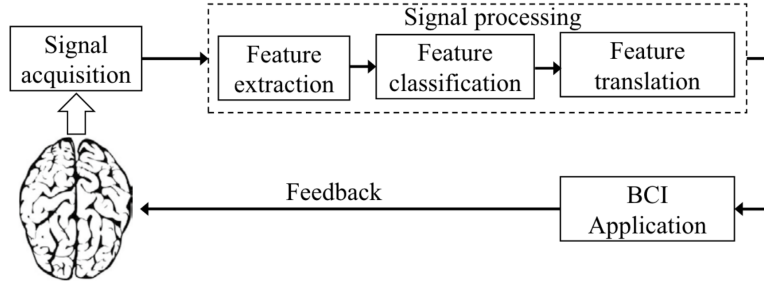 Signal processing
Signal
acquisition
Feature
extraction
Feature
classification
Feature
translation
Feedback
BCI
Application